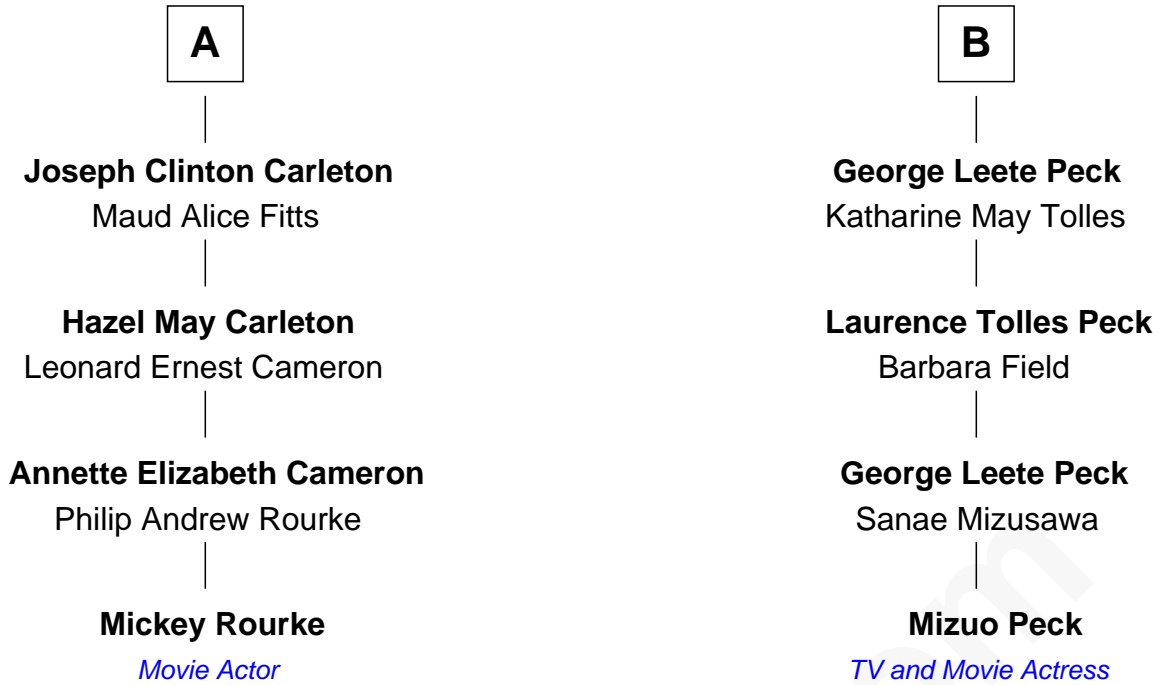 A
Joseph Clinton Carleton
Maud Alice Fitts
Hazel May Carleton
Leonard Ernest Cameron
Annette Elizabeth Cameron
Philip Andrew Rourke
Mickey Rourke
Movie Actor
B
George Leete Peck
Katharine May Tolles
Laurence Tolles Peck
Barbara Field
George Leete Peck
Sanae Mizusawa
Mizuo Peck
TV and Movie Actress